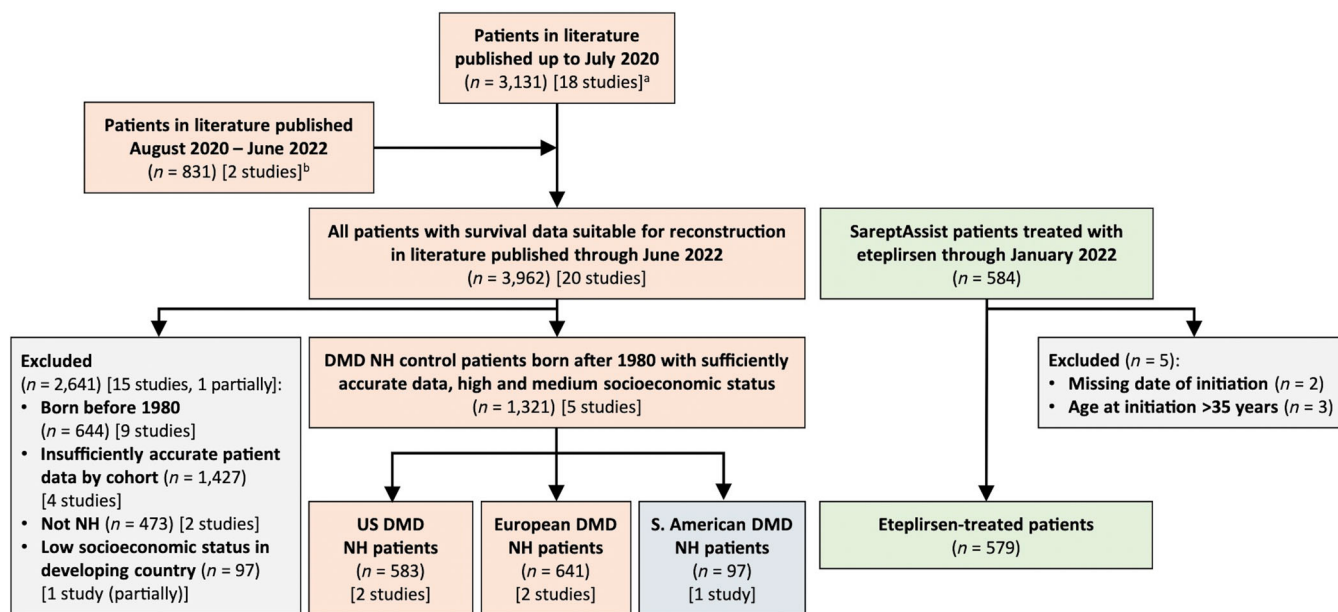 Patients in literature
published up to July 2020
(n = 3,131) [18 studies]ᵃ
Patients in literature published
August 2020 – June 2022
(n = 831) [2 studies]ᵇ
All patients with survival data suitable for reconstruction
in literature published through June 2022
(n = 3,962) [20 studies]
SareptAssist patients treated with
eteplirsen through January 2022
(n = 584)
Excluded
(n = 2,641) [15 studies, 1 partially]:
• Born before 1980
(n = 644) [9 studies]
• Insufficiently accurate patient
data by cohort (n = 1,427)
[4 studies]
• Not NH (n = 473) [2 studies]
• Low socioeconomic status in
developing country (n = 97)
[1 study (partially)]
DMD NH control patients born after 1980 with sufficiently
accurate data, high and medium socioeconomic status
(n = 1,321) [5 studies]
Excluded (n = 5):
• Missing date of initiation (n = 2)
• Age at initiation >35 years (n = 3)
US DMD
NH patients
(n = 583)
[2 studies]
European DMD
NH patients
(n = 641)
[2 studies]
S. American DMD
NH patients
(n = 97)
[1 study]
Eteplirsen-treated patients
(n = 579)